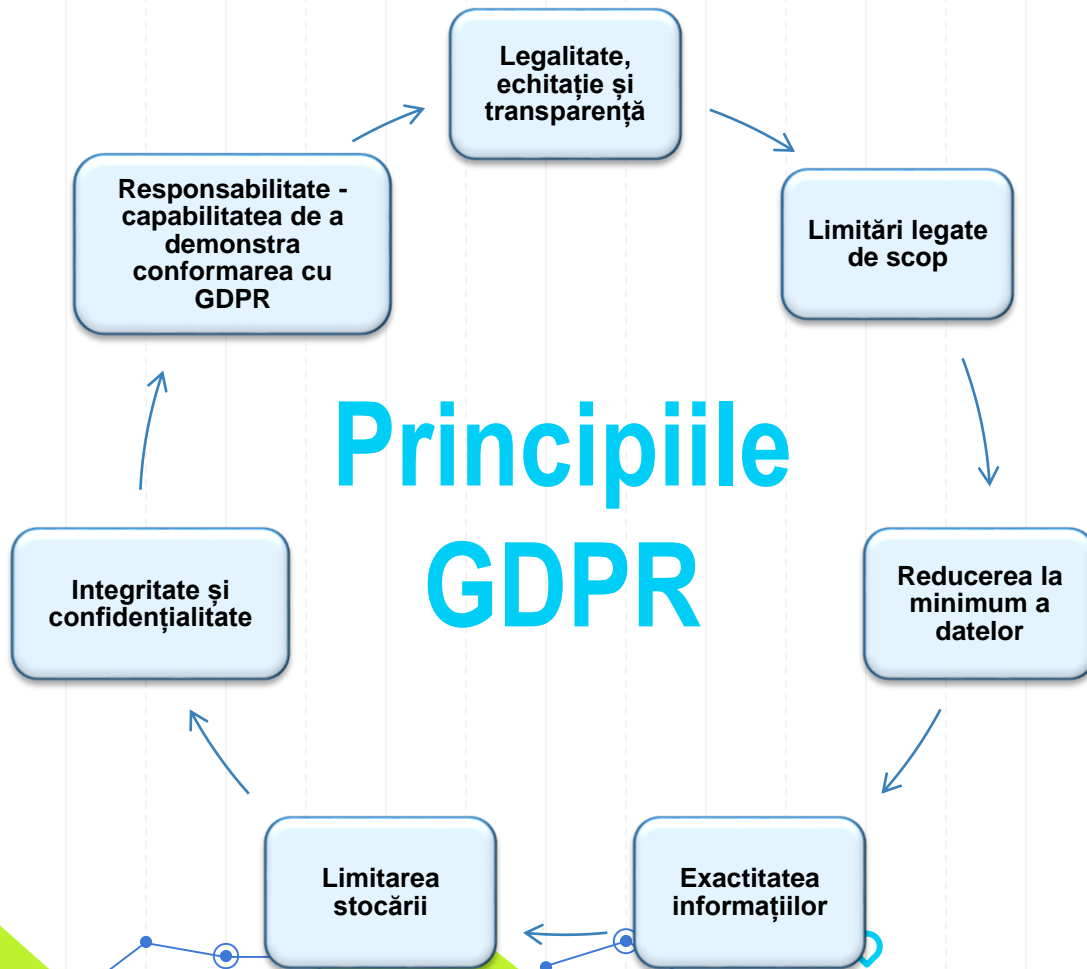 Legalitate,
echitație și
transparență
Limitări legate
de scop
Reducerea la
minimum a
datelor
Exactitatea
informațiilor
Limitarea
stocării
Integritate și
confidențialitate
Responsabilitate -
capabilitatea de a
demonstra
conformarea cu
GDPR
Principiile
GDPR